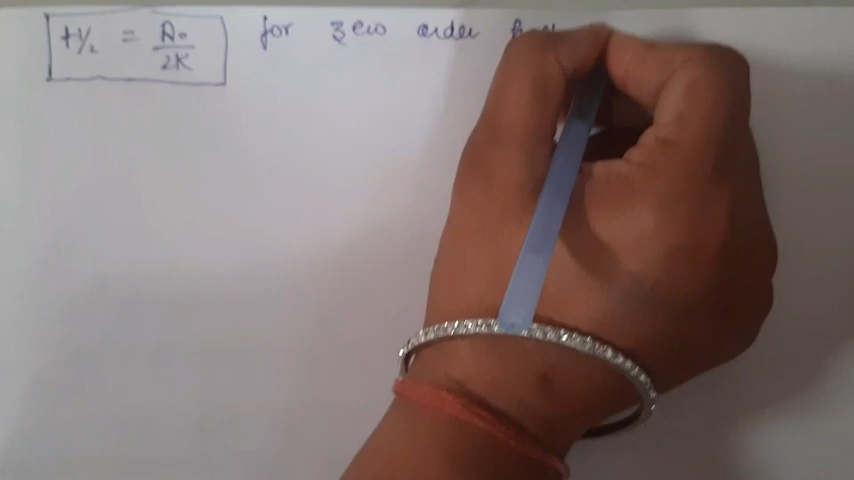 t½ = A₀/2K for zero order